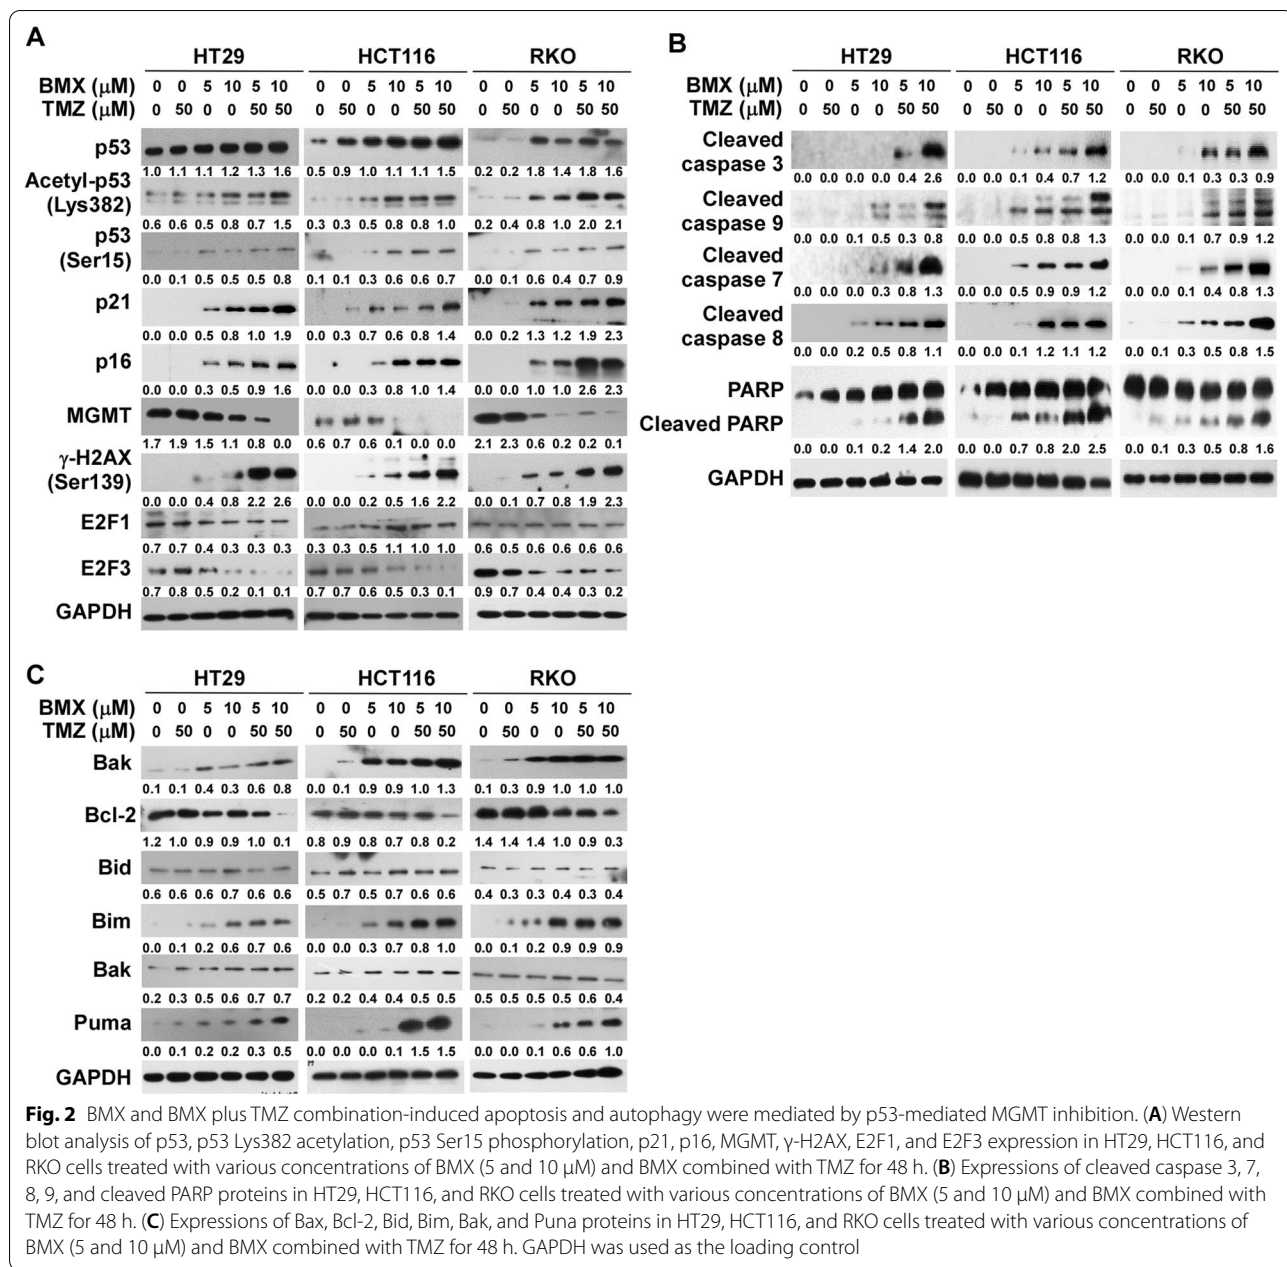 A
HT29 HCT116 RKO
BMX (µM) 0 0 5 10 5 10 0 0 5 10 5 10 0 0 5 10 5 10
TMZ (µM) 0 50 0 0 50 50 0 50 0 0 50 50 0 50 0 0 50 50
p53
1.0 1.1 1.1 1.2 1.3 1.6 0.5 0.9 1.0 1.1 1.1 1.5 0.2 0.2 1.8 1.4 1.8 1.6
Acetyl-p53
(Lys382)
0.6 0.6 0.5 0.8 0.7 1.5 0.3 0.3 0.5 0.8 0.8 1.0 0.2 0.4 0.8 1.0 2.0 2.1
p53
(Ser15)
0.0 0.1 0.5 0.5 0.5 0.8 0.1 0.1 0.3 0.6 0.6 0.7 0.0 0.1 0.6 0.4 0.7 0.9
p21
0.0 0.0 0.5 0.8 1.0 1.9 0.0 0.3 0.7 0.6 0.8 1.4 0.0 0.2 1.3 1.2 1.9 2.3
p16
0.0 0.0 0.3 0.5 0.9 1.6 0.0 0.0 0.3 0.8 1.0 1.4 0.0 0.0 1.0 1.0 2.6 2.3
MGMT
1.7 1.9 1.5 1.1 0.8 0.0 0.6 0.7 0.6 0.1 0.0 0.0 2.1 2.3 0.6 0.2 0.2 0.1
γ-H2AX
(Ser139)
0.0 0.0 0.4 0.8 2.2 2.6 0.0 0.0 0.2 0.5 1.6 2.2 0.0 0.1 0.7 0.8 1.9 2.3
E2F1
0.7 0.7 0.4 0.3 0.3 0.3 0.3 0.3 0.5 1.1 1.0 1.0 0.6 0.5 0.6 0.6 0.6 0.6
E2F3
0.7 0.8 0.5 0.2 0.1 0.1 0.7 0.7 0.6 0.5 0.3 0.1 0.9 0.7 0.4 0.4 0.3 0.2
GAPDH
B
HT29 HCT116 RKO
BMX (µM) 0 0 5 10 5 10 0 0 5 10 5 10 0 0 5 10 5 10
TMZ (µM) 0 50 0 0 50 50 0 50 0 0 50 50 0 50 0 0 50 50
Cleaved
caspase 3
0.0 0.0 0.0 0.0 0.4 2.6 0.0 0.0 0.1 0.4 0.7 1.2 0.0 0.0 0.1 0.3 0.3 0.9
Cleaved
caspase 9
0.0 0.0 0.1 0.5 0.3 0.8 0.0 0.0 0.5 0.8 0.8 1.3 0.0 0.0 0.1 0.7 0.9 1.2
Cleaved
caspase 7
0.0 0.0 0.0 0.3 0.8 1.3 0.0 0.0 0.5 0.9 0.9 1.2 0.0 0.0 0.1 0.4 0.8 1.3
Cleaved
caspase 8
0.0 0.0 0.2 0.5 0.8 1.1 0.0 0.0 0.1 1.2 1.1 1.2 0.0 0.1 0.3 0.5 0.8 1.5
PARP
Cleaved PARP
0.0 0.0 0.1 0.2 1.4 2.0 0.0 0.0 0.7 0.8 2.0 2.5 0.0 0.1 0.3 0.5 0.8 1.6
GAPDH
C
HT29 HCT116 RKO
BMX (µM) 0 0 5 10 5 10 0 0 5 10 5 10 0 0 5 10 5 10
TMZ (µM) 0 50 0 0 50 50 0 50 0 0 50 50 0 50 0 0 50 50
Bak
0.1 0.1 0.4 0.3 0.6 0.8 0.0 0.1 0.9 0.9 1.0 1.3 0.1 0.3 0.9 1.0 1.0 1.0
Bcl-2
1.2 1.0 0.9 0.9 1.0 0.1 0.8 0.9 0.8 0.7 0.8 0.2 1.4 1.4 1.4 1.0 0.9 0.3
Bid
0.6 0.6 0.6 0.7 0.6 0.6 0.5 0.7 0.5 0.7 0.6 0.6 0.4 0.3 0.3 0.4 0.3 0.4
Bim
0.0 0.1 0.2 0.6 0.7 0.6 0.0 0.0 0.3 0.7 0.8 1.0 0.0 0.1 0.2 0.9 0.9 0.9
Bak
0.2 0.3 0.5 0.6 0.7 0.7 0.2 0.2 0.4 0.4 0.5 0.5 0.5 0.5 0.5 0.5 0.6 0.4
Puma
0.0 0.1 0.2 0.2 0.3 0.5 0.0 0.0 0.0 0.1 1.5 1.5 0.0 0.0 0.1 0.6 0.6 1.0
GAPDH
Fig. 2 BMX and BMX plus TMZ combination-induced apoptosis and autophagy were mediated by p53-mediated MGMT inhibition. (A) Western
blot analysis of p53, p53 Lys382 acetylation, p53 Ser15 phosphorylation, p21, p16, MGMT, γ-H2AX, E2F1, and E2F3 expression in HT29, HCT116, and
RKO cells treated with various concentrations of BMX (5 and 10 µM) and BMX combined with TMZ for 48 h. (B) Expressions of cleaved caspase 3, 7,
8, 9, and cleaved PARP proteins in HT29, HCT116, and RKO cells treated with various concentrations of BMX (5 and 10 µM) and BMX combined with
TMZ for 48 h. (C) Expressions of Bax, Bcl-2, Bid, Bim, Bak, and Puna proteins in HT29, HCT116, and RKO cells treated with various concentrations of
BMX (5 and 10 µM) and BMX combined with TMZ for 48 h. GAPDH was used as the loading control